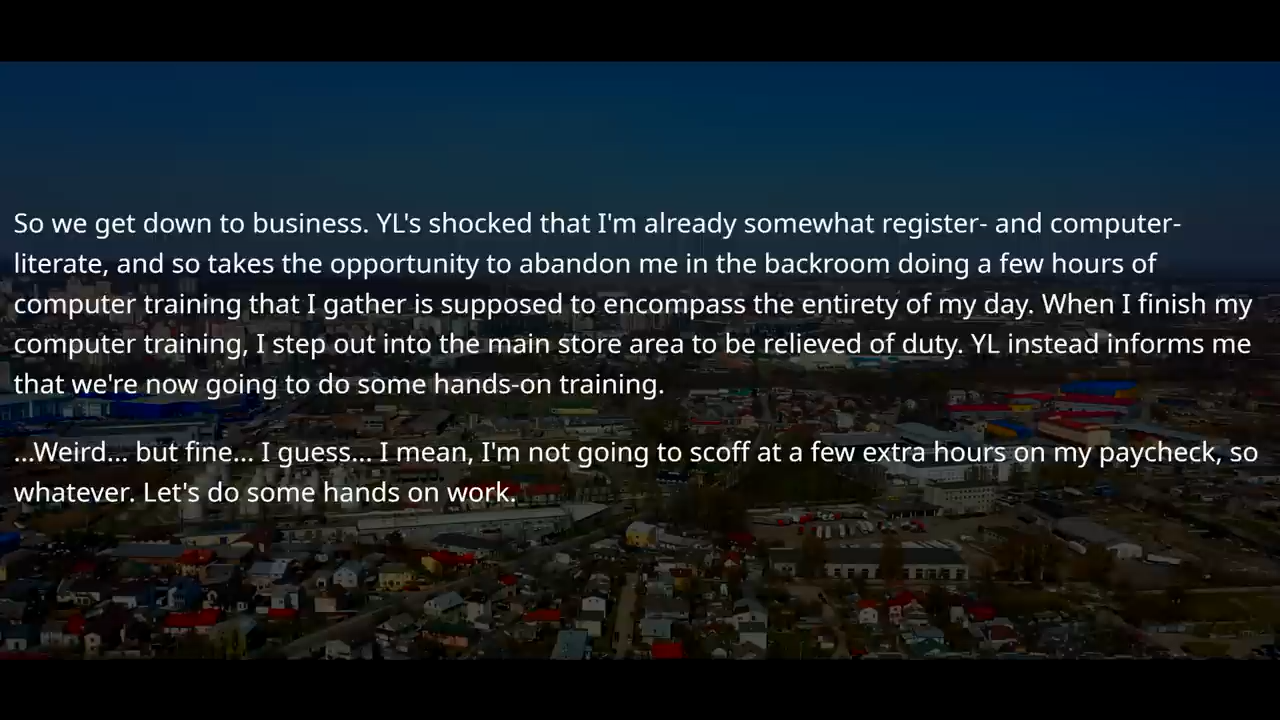 So we get down to business. YL's shocked that I'm already somewhat register- and computer-
literate, and so takes the opportunity to abandon me in the backroom doing a few hours of
computer training that I gather is supposed to encompass the entirety of my day. When I finish my
computer training, I step out into the main store area to be relieved of duty. YL instead informs me
that we're now going to do some hands-on training.
...Weird... but fine... I guess... I mean, I'm not going to scoff at a few extra hours on my paycheck, so
whatever. Let's do some hands on work.